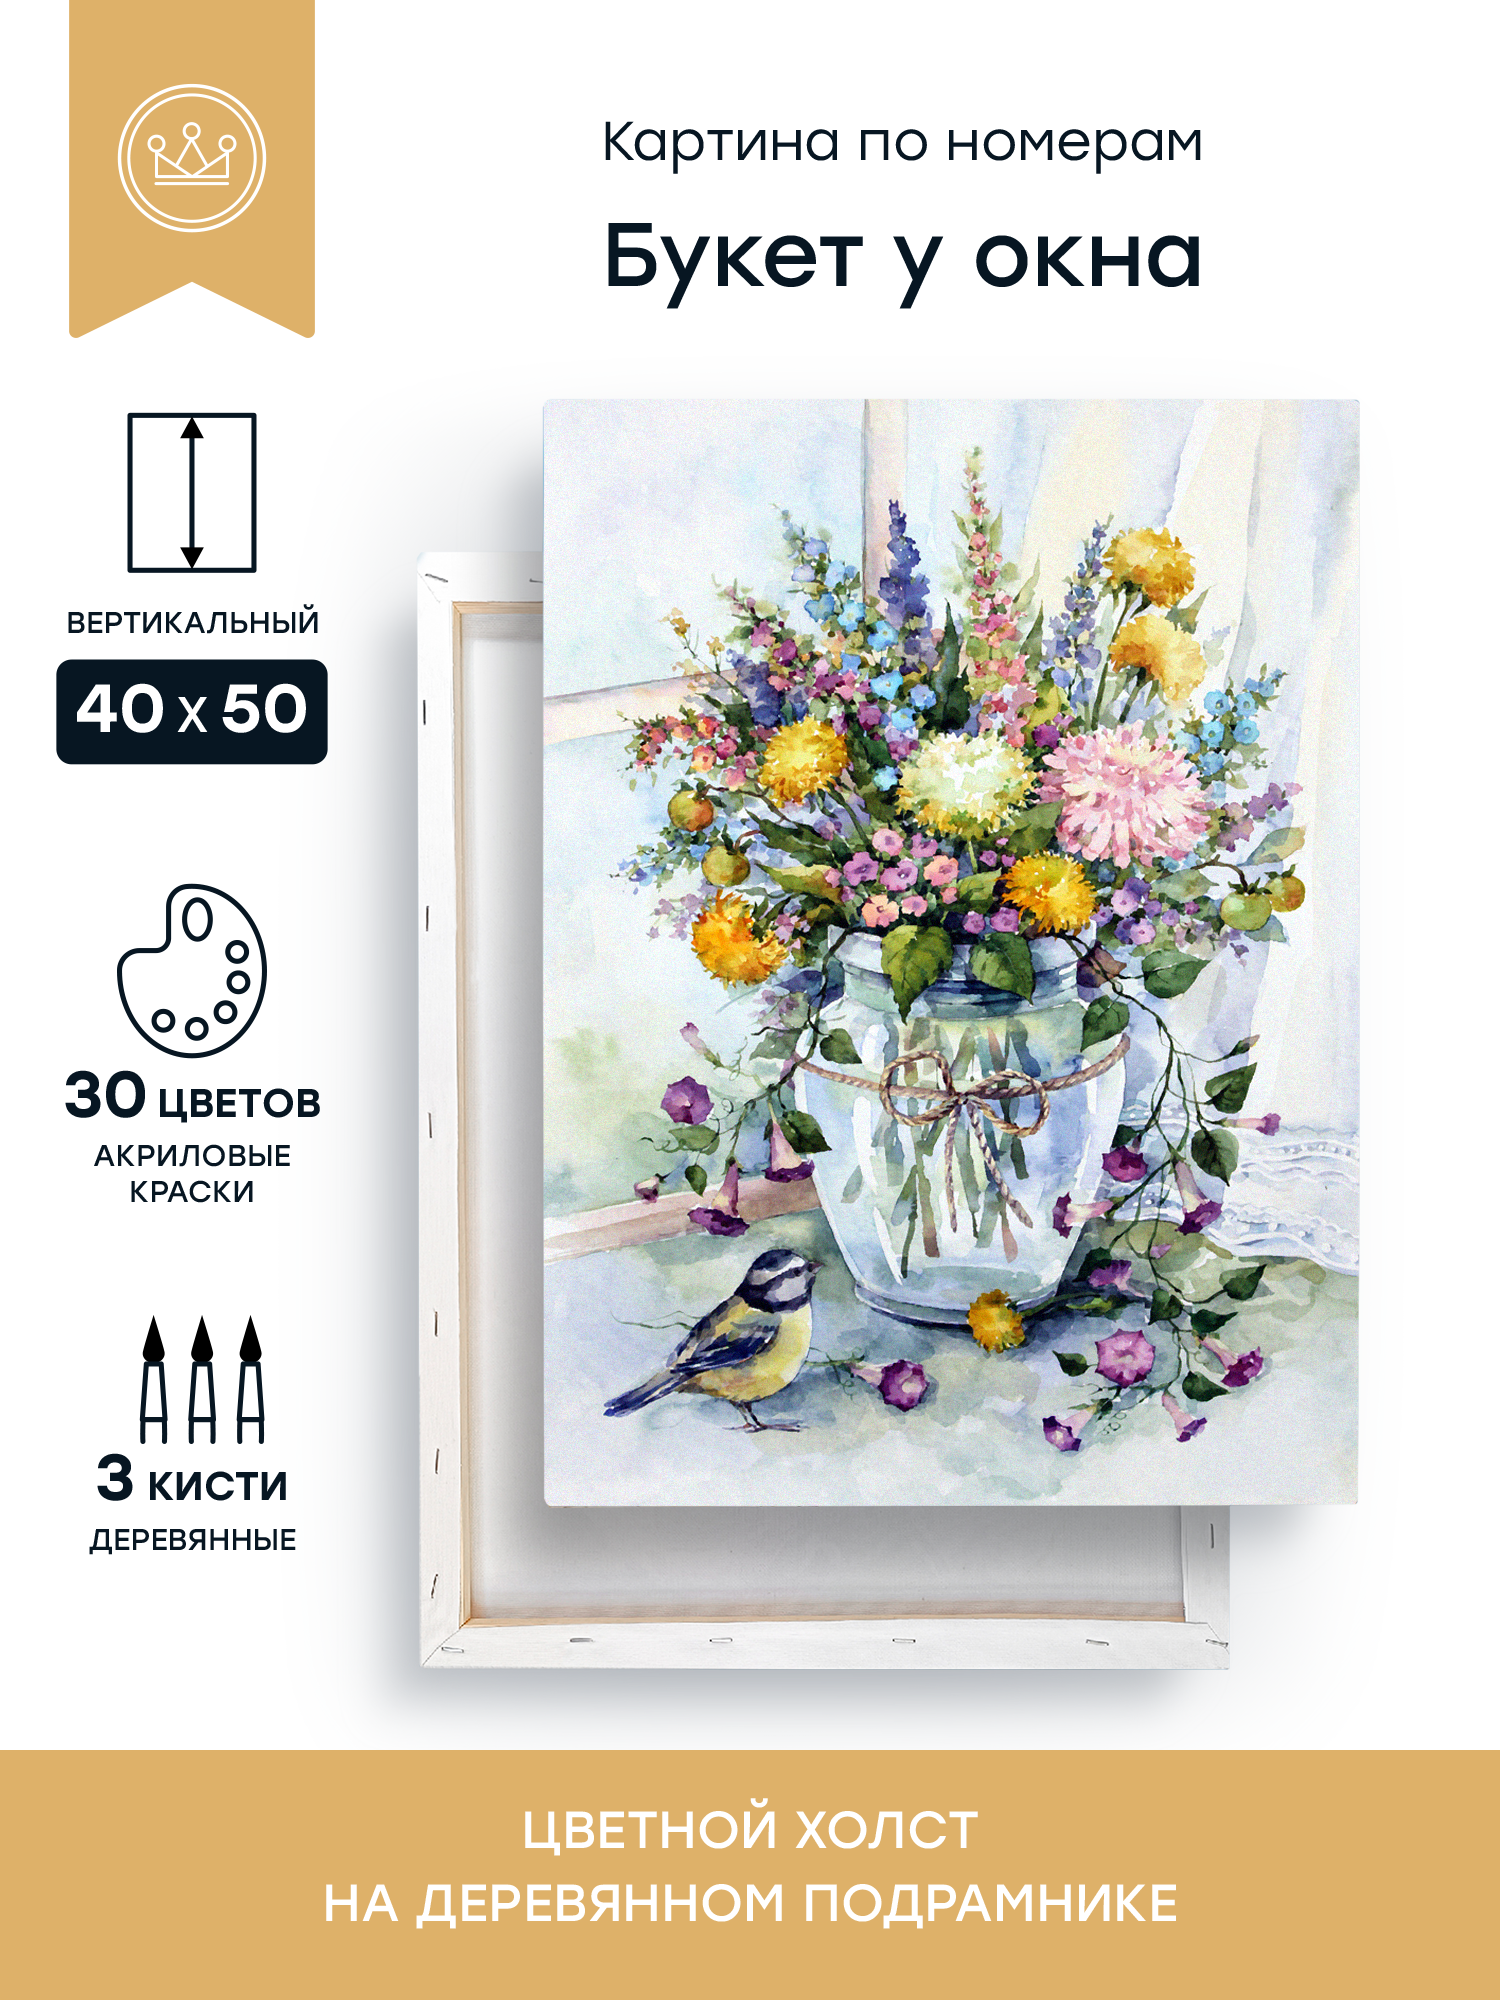 Картина по номерам
Букет у окна
ВЕРТИКАЛЬНЫЙ
40 X 50
30 ЦВЕТОВ
АКРИЛОВЫЕ
КРАСКИ
3 КИСТИ
ДЕРЕВЯННЫЕ
ЦВЕТНОЙ ХОЛСТ
НА ДЕРЕВЯННОМ ПОДРАМНИКЕ